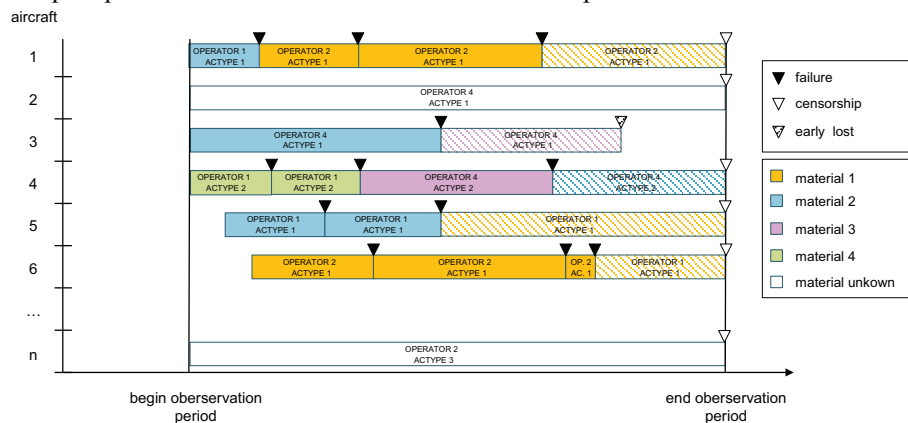 aircraft
1
OPERATOR 1
ACTYPE 1
OPERATOR 2
ACTYPE 1
OPERATOR 2
ACTYPE 1
OPERATOR 2
ACTYPE 1
2
OPERATOR 4
ACTYPE 1
3
OPERATOR 4
ACTYPE 1
OPERATOR 4
ACTYPE 1
4
OPERATOR 1
ACTYPE 2
OPERATOR 1
ACTYPE 2
OPERATOR 4
ACTYPE 2
OPERATOR 4
ACTYPE 2
5
OPERATOR 1
ACTYPE 1
OPERATOR 1
ACTYPE 1
OPERATOR 1
ACTYPE 1
6
OPERATOR 2
ACTYPE 1
OPERATOR 2
ACTYPE 1
OP. 2
AC. 1
OPERATOR 1
ACTYPE 1
...
n
OPERATOR 2
ACTYPE 3
begin oberservation
period
end oberservation
period
failure
censorship
early lost
material 1
material 2
material 3
material 4
material unkown